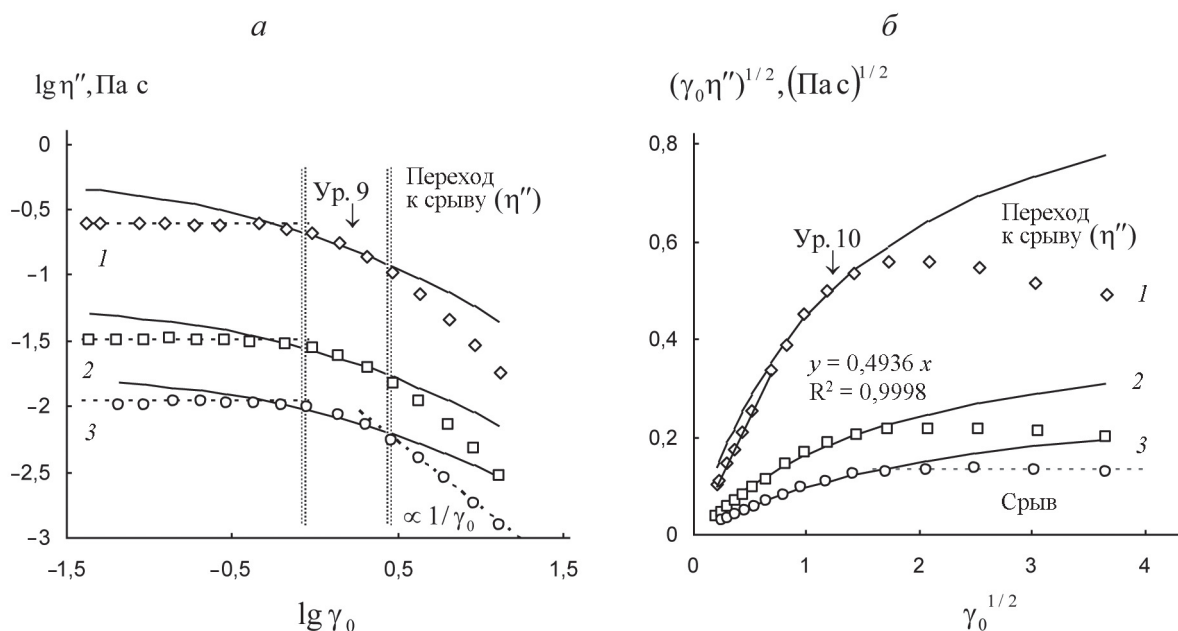 а
lg η″, Па с
0
−0,5
−1
−1,5
−2
−2,5
−3
−1,5
−0,5
0,5
1,5
lg γ₀
Ур. 9
Переход
к срыву (η″)
1
2
3
∝ 1/γ₀
б
(γ₀η″)^{1/2}, (Па с)^{1/2}
0,8
0,6
0,4
0,2
0
0
1
2
3
4
γ₀^{1/2}
Ур. 10
Переход
к срыву (η″)
1
y = 0,4936 x
R² = 0,9998
2
3
Срыв